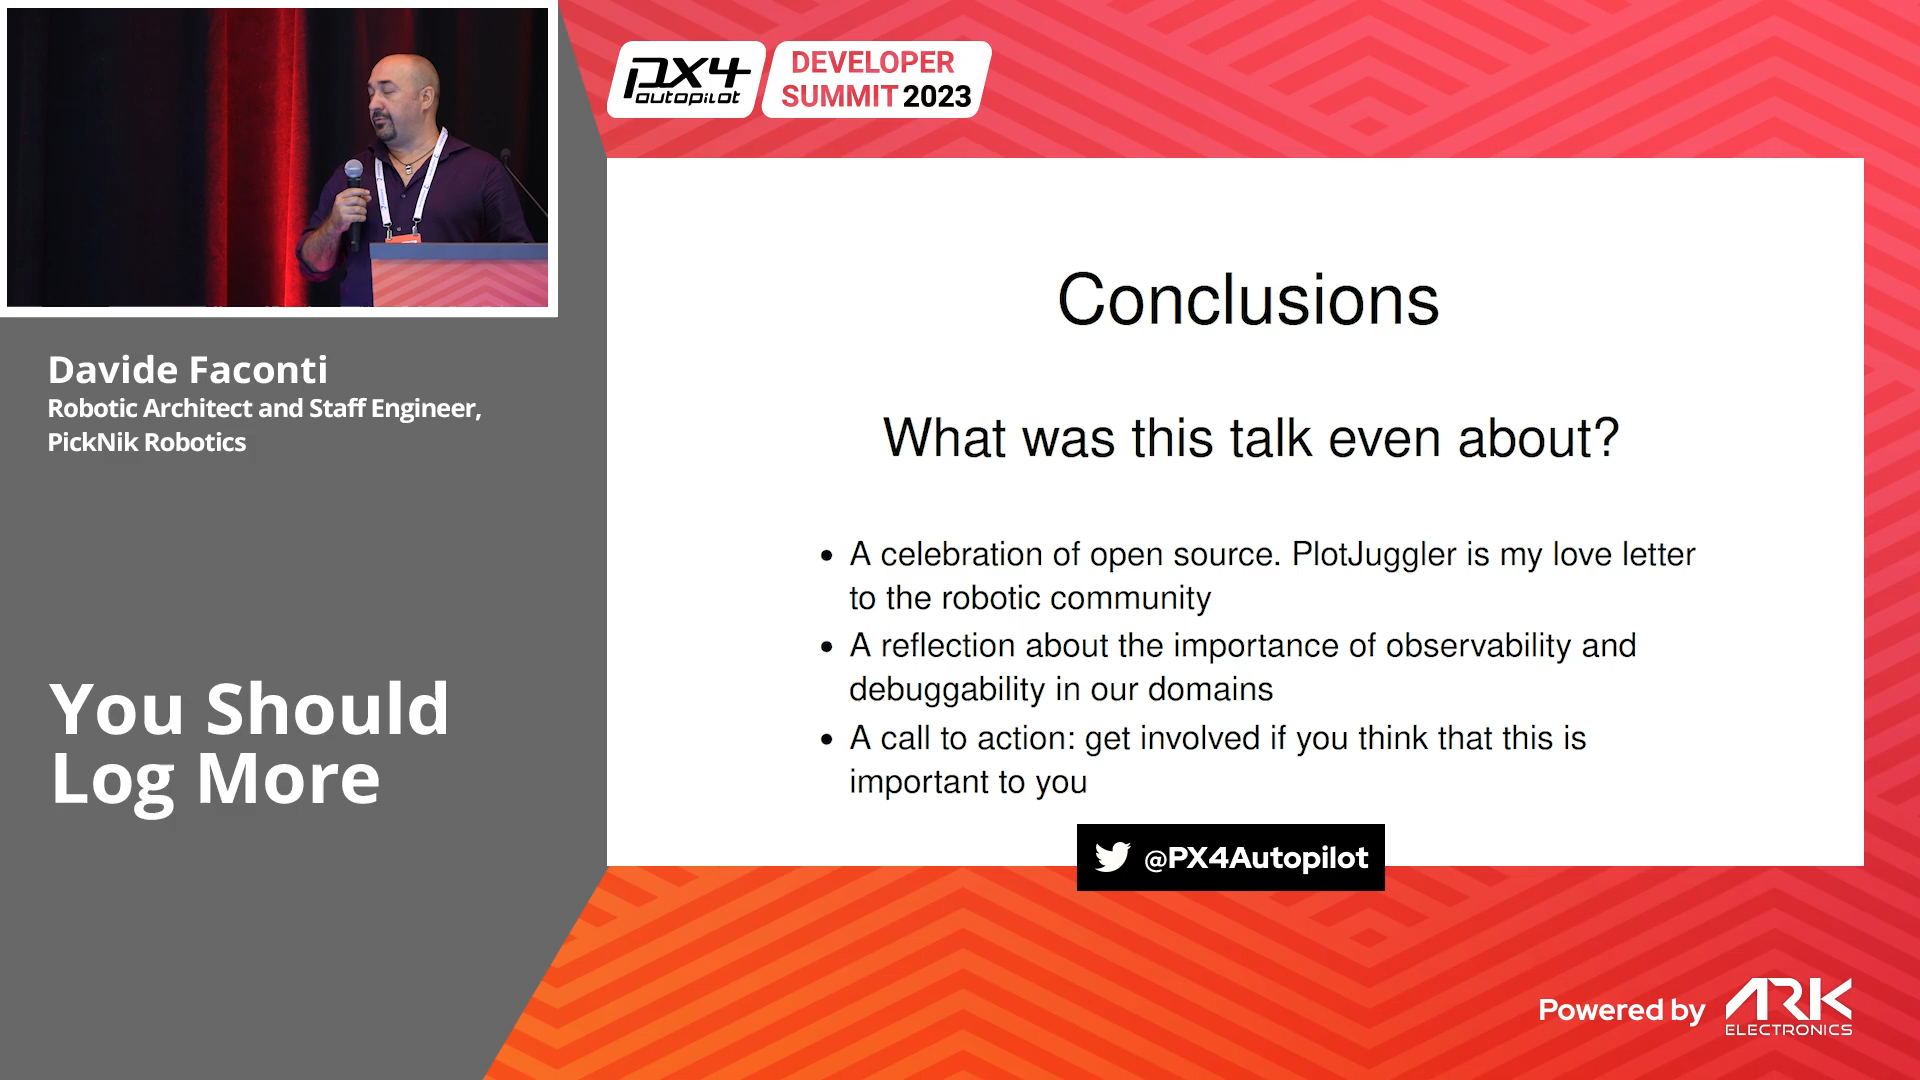 px4
autopilot
DEVELOPER
SUMMIT 2023
Davide Faconti
Robotic Architect and Staff Engineer,
PickNik Robotics
You Should
Log More
Conclusions
What was this talk even about?
• A celebration of open source. PlotJuggler is my love letter
to the robotic community
• A reflection about the importance of observability and
debuggability in our domains
• A call to action: get involved if you think that this is
important to you
@PX4Autopilot
Powered by ARK
ELECTRONICS